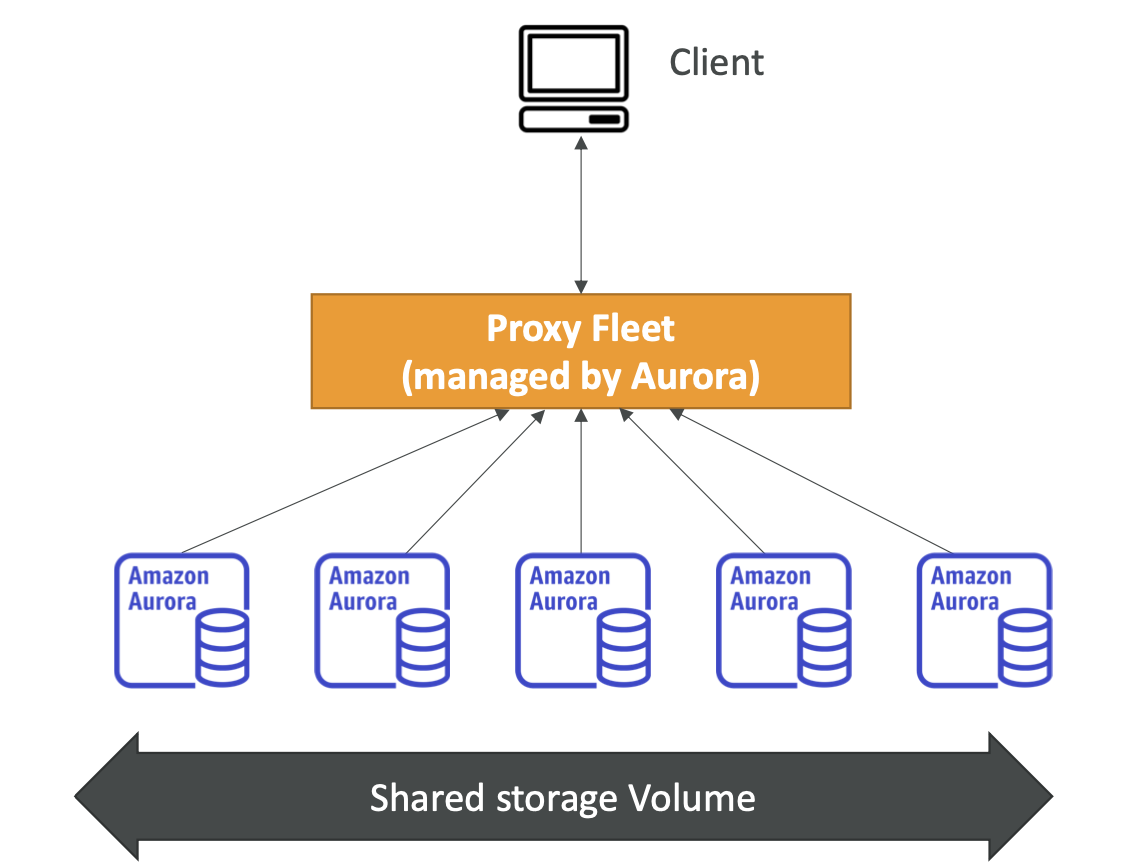 Client
Proxy Fleet
(managed by Aurora)
Amazon
Aurora
Amazon
Aurora
Amazon
Aurora
Amazon
Aurora
Amazon
Aurora
Shared storage Volume